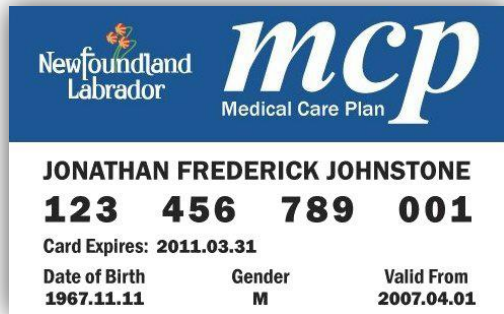 Newfoundland
Labrador
mcp
Medical Care Plan
JONATHAN FREDERICK JOHNSTONE
123 456 789 001
Card Expires: 2011.03.31
Date of Birth Gender Valid From
1967.11.11 M 2007.04.01